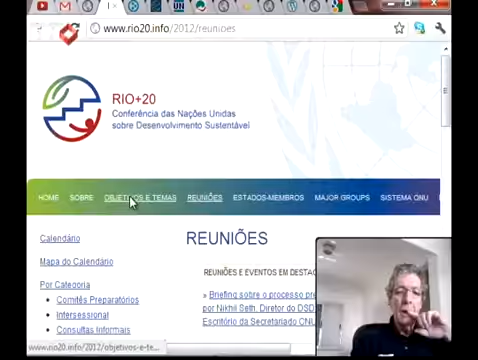 www.rio20.info/2012/reunioes
RIO+20
Conferência das Nações Unidas
sobre Desenvolvimento Sustentável
HOME SOBRE OBJETIVOS E TEMAS REUNIÕES ESTADOS-MEMBROS MAJOR GROUPS SISTEMA ONU
Calendário
Mapa do Calendário
Por Categoria
Comitês Preparatórios
Intersessional
Consultas Informais
REUNIÕES
REUNIÕES E EVENTOS EM DESTAQ
» Briefing sobre o processo pre
por Nikhil Seth, Diretor do DSD
Escritório da Secretariado CNU
www.rio20.info/2012/objetivos-e-te...